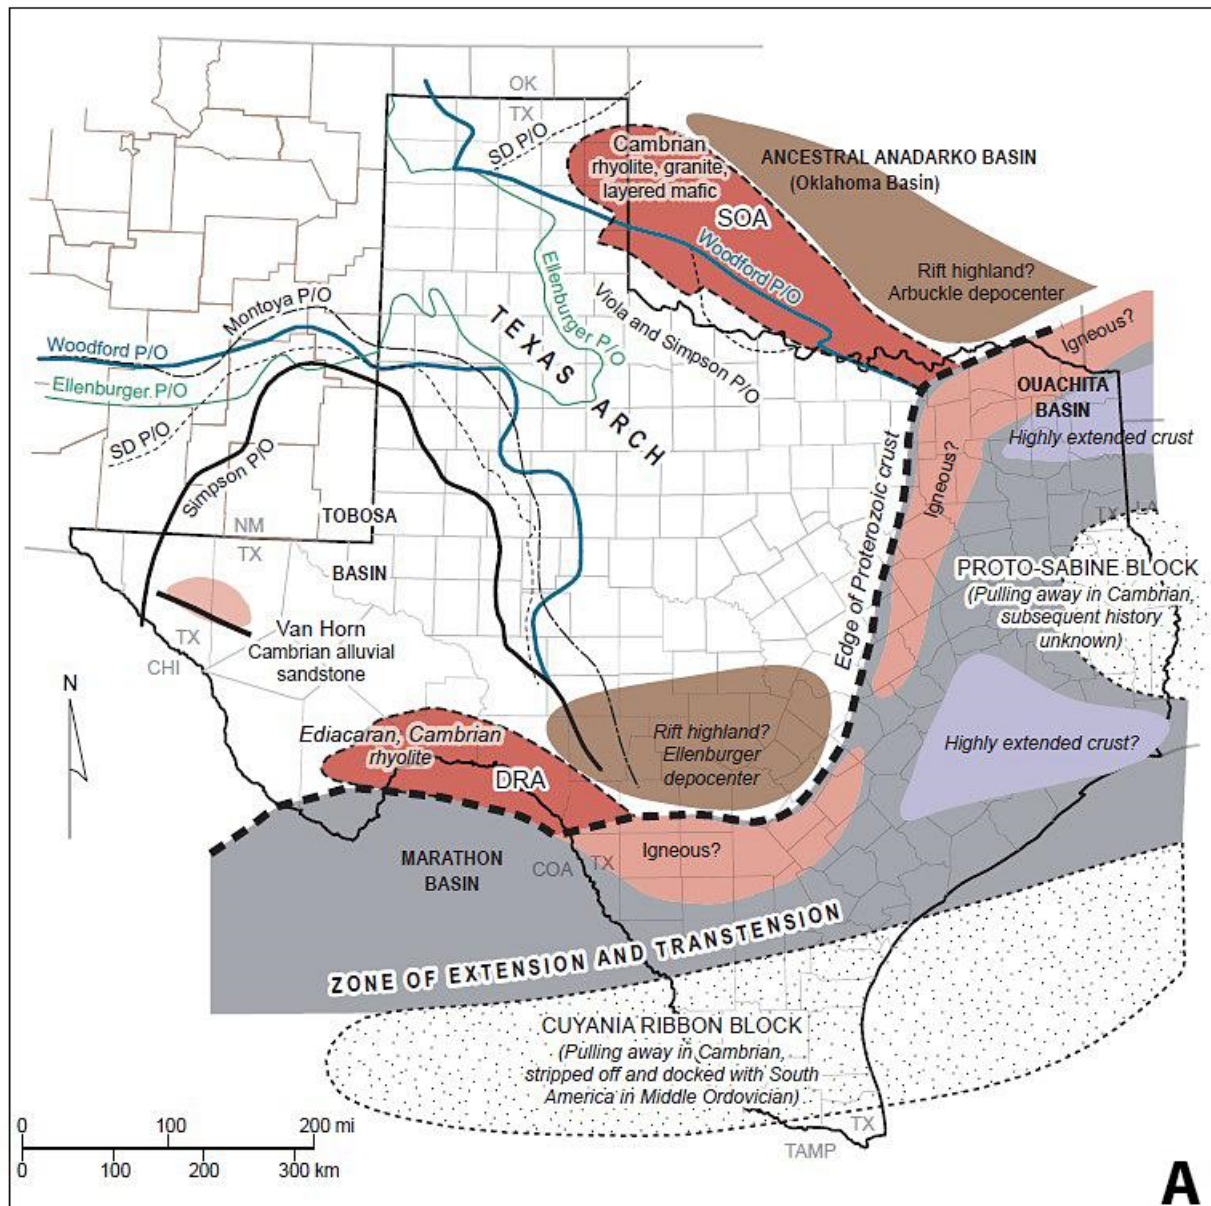 OK
TX
SD P/O
Cambrian
rhyolite, granite,
layered mafic
SOA
ANCESTRAL ANADARKO BASIN
(Oklahoma Basin)
Rift highland?
Arbuckle depocenter
Woodford P/O
Ellenburger P/O
Viola and Simpson P/O
TEXAS
ARCH
Montoya P/O
Woodford P/O
Ellenburger P/O
SD P/O
Simpson P/O
Igneous?
OUACHITA
BASIN
Highly extended crust
Igneous?
Edge of Proterozoic crust
NM
TX
TOBOSA
BASIN
TX
LA
PROTO-SABINE BLOCK
(Pulling away in Cambrian,
subsequent history
unknown)
Van Horn
Cambrian alluvial
sandstone
TX
CHI
N
Ediacaran, Cambrian
rhyolite
DRA
Rift highland?
Ellenburger
depocenter
Highly extended crust?
MARATHON
BASIN
COA
TX
Igneous?
ZONE OF EXTENSION AND TRANSTENSION
CUYANIA RIBBON BLOCK
(Pulling away in Cambrian,
stripped off and docked with South
America in Middle Ordovician)
TX
TAMP
0 100 200 mi
0 100 200 300 km
A